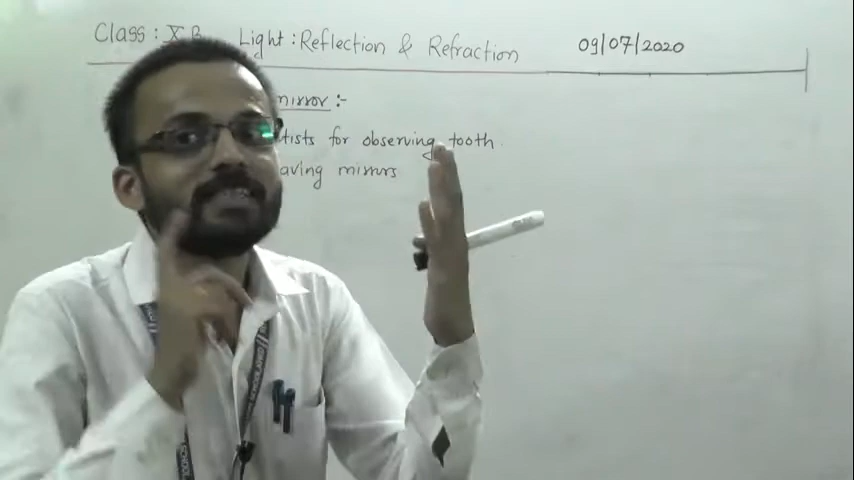 Class : X B Light : Reflection & Refraction 09/07/2020
mirror :-
tists for observing tooth.
aving mirrors